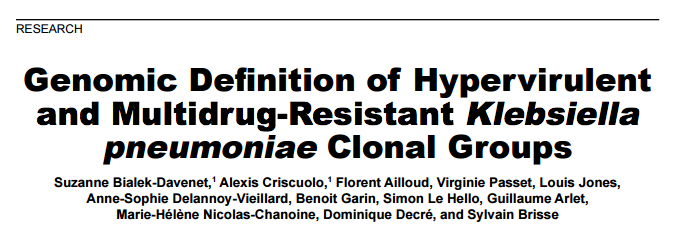 RESEARCH
Genomic Definition of Hypervirulent
and Multidrug-Resistant Klebsiella
pneumoniae Clonal Groups
Suzanne Bialek-Davenet,¹ Alexis Criscuolo,¹ Florent Ailloud, Virginie Passet, Louis Jones,
Anne-Sophie Delannoy-Vieillard, Benoit Garin, Simon Le Hello, Guillaume Arlet,
Marie-Hélène Nicolas-Chanoine, Dominique Decré, and Sylvain Brisse